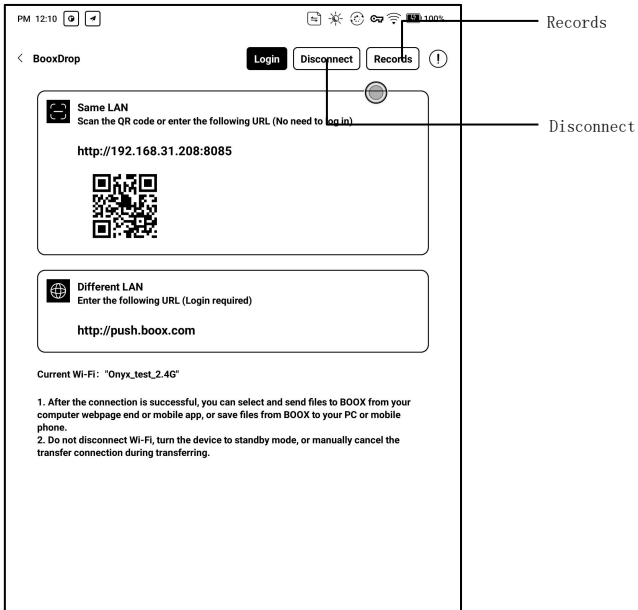 PM 12:10
100%
BooxDrop
Login
Disconnect
Records
Records
Disconnect
Same LAN
Scan the QR code or enter the following URL (No need to log in)
http://192.168.31.208:8085
Different LAN
Enter the following URL (Login required)
http://push.boox.com
Current Wi-Fi: "Onyx_test_2.4G"
1. After the connection is successful, you can select and send files to BOOX from your
computer webpage end or mobile app, or save files from BOOX to your PC or mobile
phone.
2. Do not disconnect Wi-Fi, turn the device to standby mode, or manually cancel the
transfer connection during transferring.